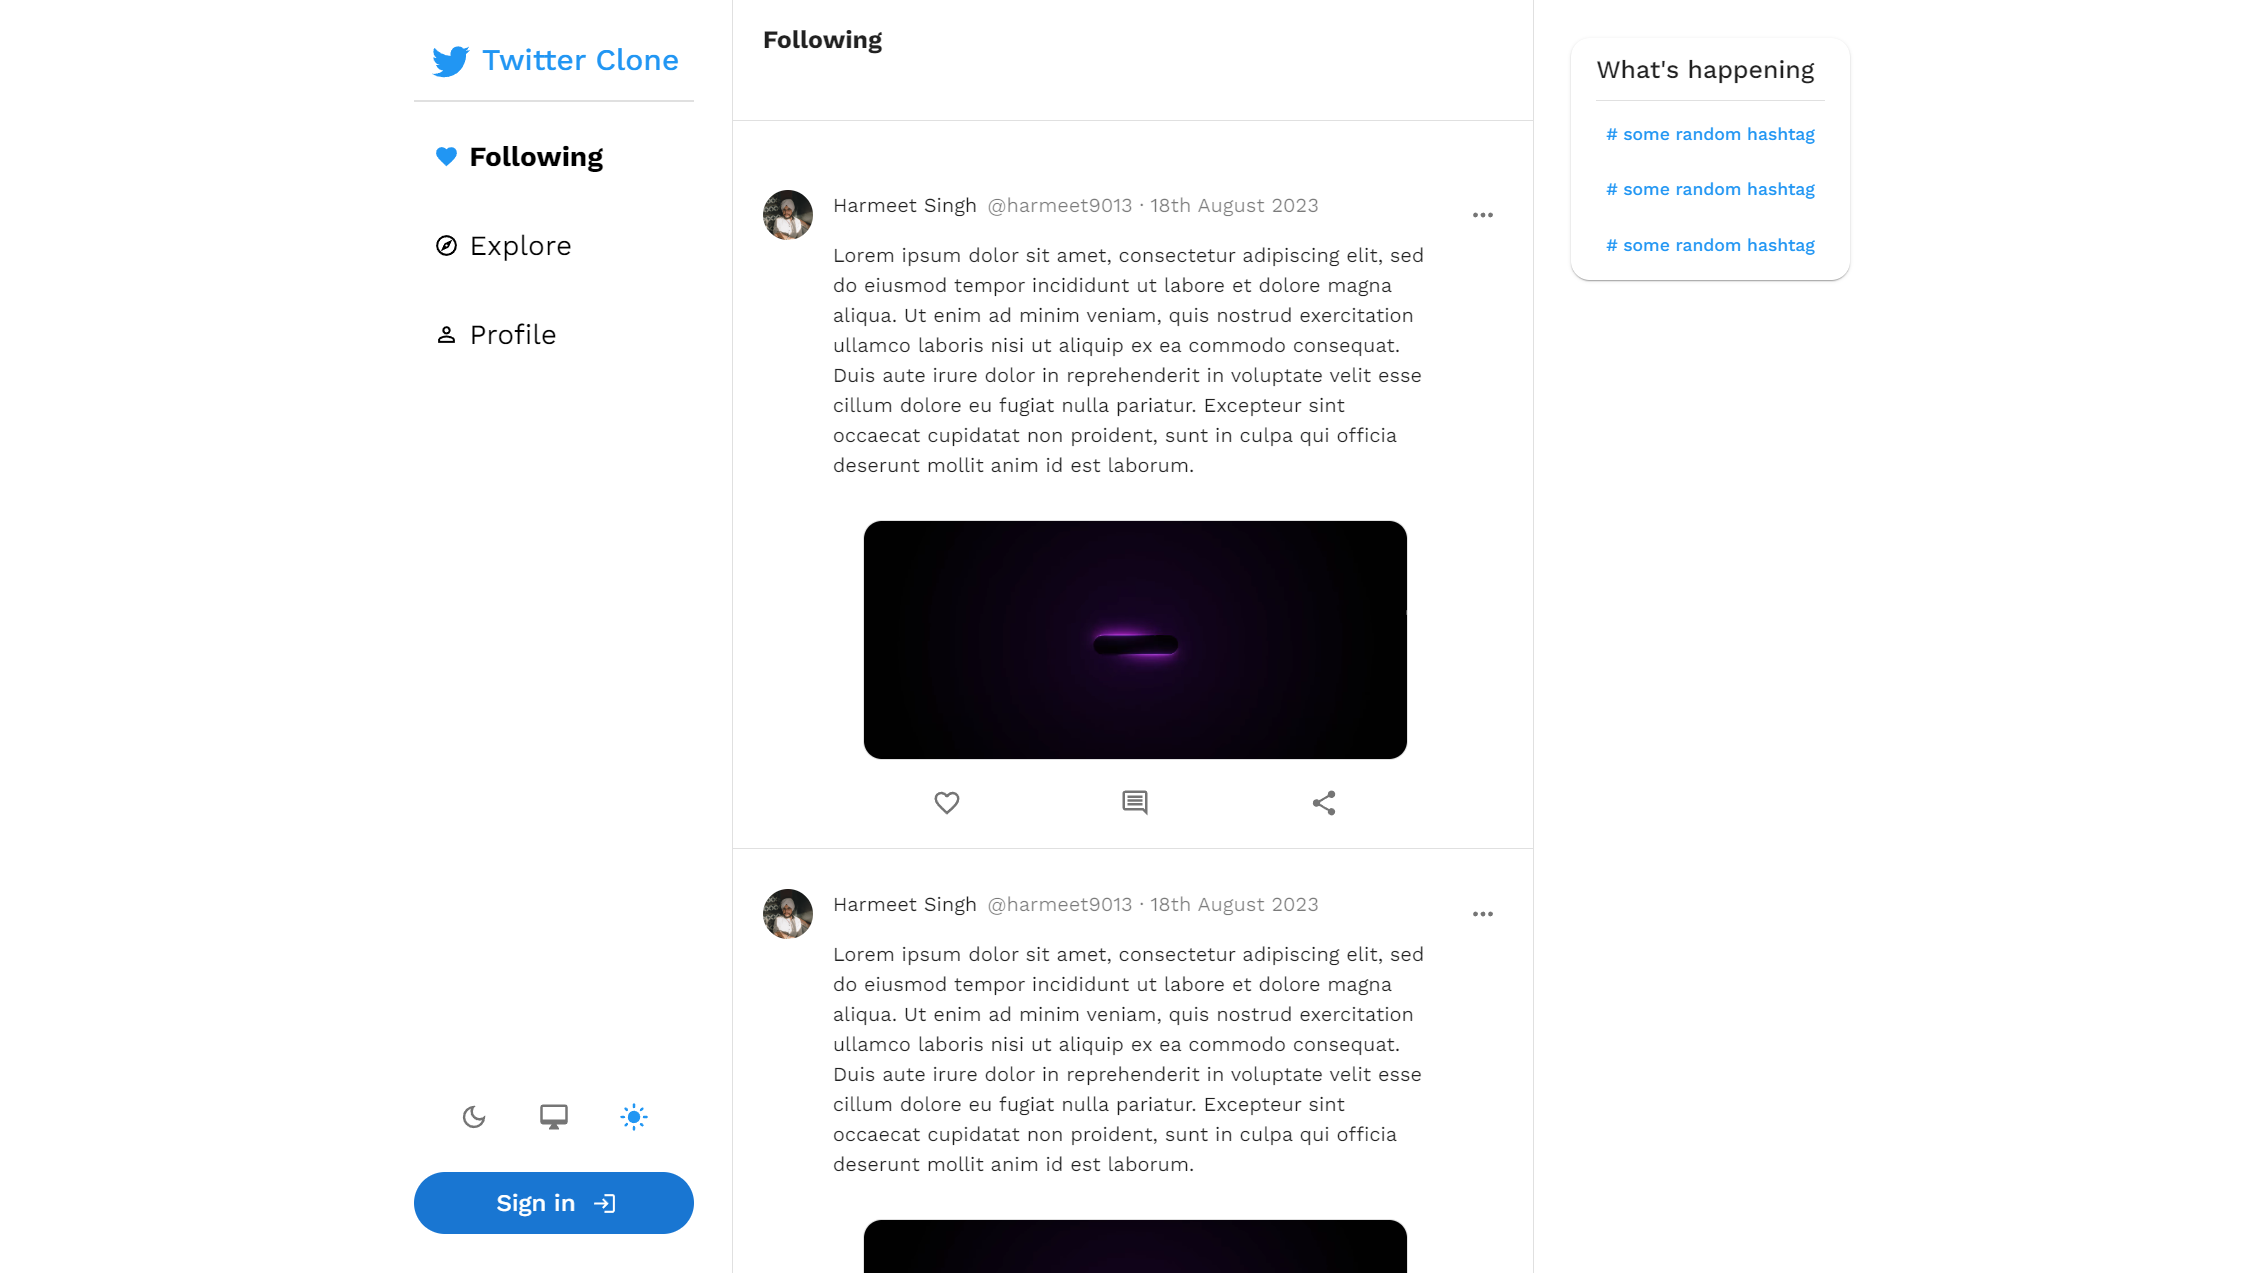 Twitter Clone
Following
Explore
Profile
Sign in
Following
Harmeet Singh @harmeet9013 · 18th August 2023
Lorem ipsum dolor sit amet, consectetur adipiscing elit, sed
do eiusmod tempor incididunt ut labore et dolore magna
aliqua. Ut enim ad minim veniam, quis nostrud exercitation
ullamco laboris nisi ut aliquip ex ea commodo consequat.
Duis aute irure dolor in reprehenderit in voluptate velit esse
cillum dolore eu fugiat nulla pariatur. Excepteur sint
occaecat cupidatat non proident, sunt in culpa qui officia
deserunt mollit anim id est laborum.
Harmeet Singh @harmeet9013 · 18th August 2023
Lorem ipsum dolor sit amet, consectetur adipiscing elit, sed
do eiusmod tempor incididunt ut labore et dolore magna
aliqua. Ut enim ad minim veniam, quis nostrud exercitation
ullamco laboris nisi ut aliquip ex ea commodo consequat.
Duis aute irure dolor in reprehenderit in voluptate velit esse
cillum dolore eu fugiat nulla pariatur. Excepteur sint
occaecat cupidatat non proident, sunt in culpa qui officia
deserunt mollit anim id est laborum.
What's happening
# some random hashtag
# some random hashtag
# some random hashtag